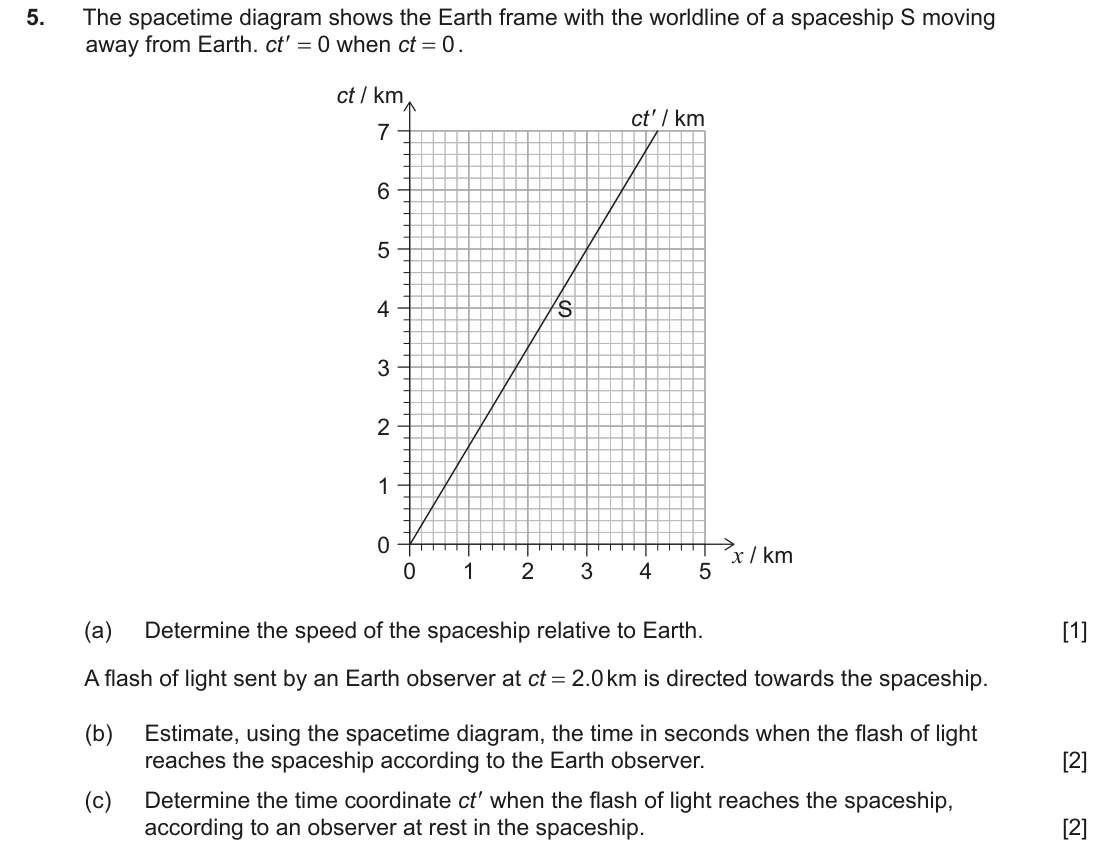 5. The spacetime diagram shows the Earth frame with the worldline of a spaceship S moving
away from Earth. ct′ = 0 when ct = 0.
ct / km
ct′ / km
7
6
5
4
3
2
1
0
S
0 1 2 3 4 5
x / km
(a) Determine the speed of the spaceship relative to Earth. [1]
A flash of light sent by an Earth observer at ct = 2.0 km is directed towards the spaceship.
(b) Estimate, using the spacetime diagram, the time in seconds when the flash of light
reaches the spaceship according to the Earth observer. [2]
(c) Determine the time coordinate ct′ when the flash of light reaches the spaceship,
according to an observer at rest in the spaceship. [2]